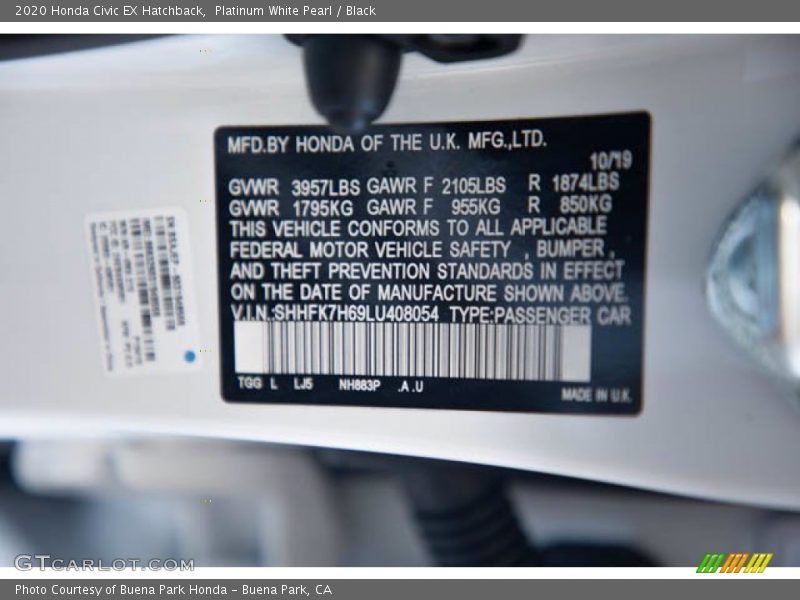 2020 Honda Civic EX Hatchback,  Platinum White Pearl / Black
MFD.BY HONDA OF THE U.K. MFG.,LTD.
10/19
GVWR 3957LBS GAWR F 2105LBS R 1874LBS
GVWR 1795KG GAWR F 955KG R 850KG
THIS VEHICLE CONFORMS TO ALL APPLICABLE
FEDERAL MOTOR VEHICLE SAFETY , BUMPER ,
AND THEFT PREVENTION STANDARDS IN EFFECT
ON THE DATE OF MANUFACTURE SHOWN ABOVE.
V.I.N.:SHHFK7H69LU408054 TYPE:PASSENGER CAR
TGG L LJ5 NH883P .A.U
MADE IN U.K.
GTCARLOT.COM
Photo Courtesy of Buena Park Honda - Buena Park, CA